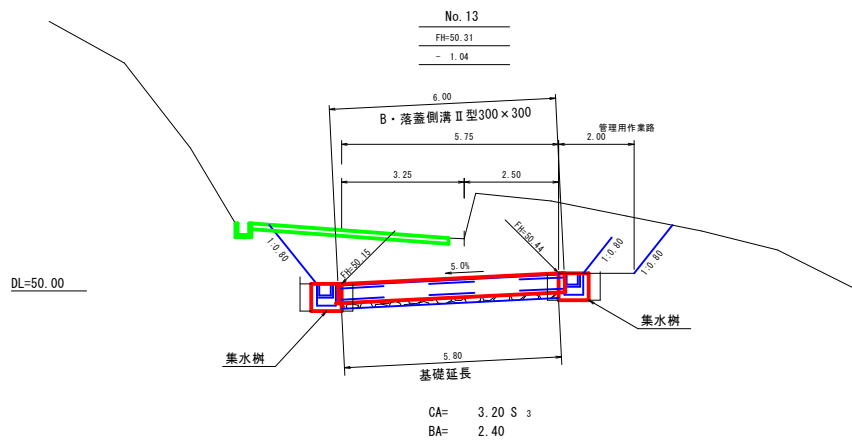 No.13
FH=50.31
- 1.04
6.00
B・落蓋側溝Ⅱ型300×300
5.75
管理用作業路
2.00
3.25
2.50
1:0.80
FH=50.15
5.0%
FH=50.44
1:0.80
1:0.80
DL=50.00
集水桝
集水桝
5.80
基礎延長
CA= 3.20 S 3
BA= 2.40